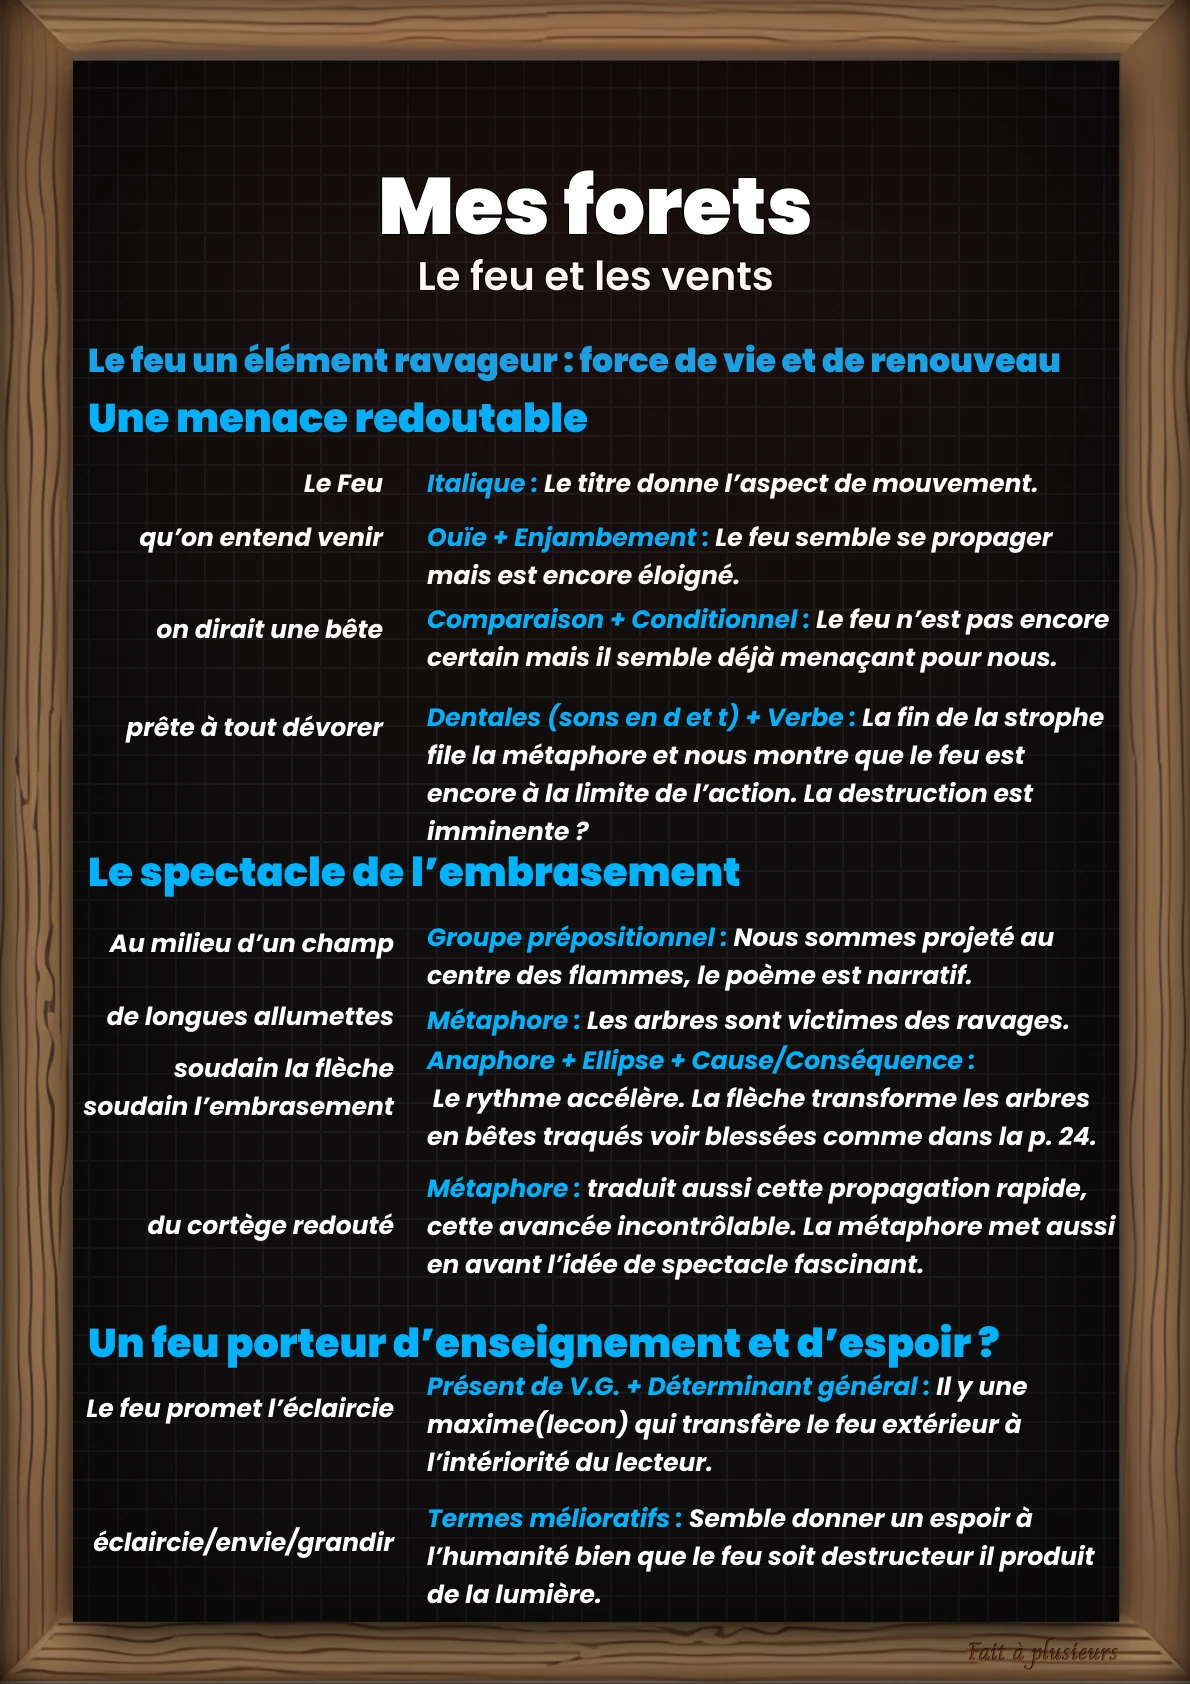 Mes forets
Le feu et les vents
Le feu un élément ravageur : force de vie et de renouveau
Une menace redoutable
Le Feu
Italique : Le titre donne l’aspect de mouvement.
qu’on entend venir
Ouïe + Enjambement : Le feu semble se propager
mais est encore éloigné.
on dirait une bête
Comparaison + Conditionnel : Le feu n’est pas encore
certain mais il semble déjà menaçant pour nous.
prête à tout dévorer
Dentales (sons en d et t) + Verbe : La fin de la strophe
file la métaphore et nous montre que le feu est
encore à la limite de l’action. La destruction est
imminente ?
Le spectacle de l’embrasement
Au milieu d’un champ
Groupe prépositionnel : Nous sommes projeté au
centre des flammes, le poème est narratif.
de longues allumettes
Métaphore : Les arbres sont victimes des ravages.
soudain la flèche
soudain l’embrasement
Anaphore + Ellipse + Cause/Conséquence :
Le rythme accélère. La flèche transforme les arbres
en bêtes traqués voir blessées comme dans la p. 24.
du cortège redouté
Métaphore : traduit aussi cette propagation rapide,
cette avancée incontrôlable. La métaphore met aussi
en avant l’idée de spectacle fascinant.
Un feu porteur d’enseignement et d’espoir ?
Le feu promet l’éclaircie
Présent de V.G. + Déterminant général : Il y une
maxime(lecon) qui transfère le feu extérieur à
l’intériorité du lecteur.
éclaircie/envie/grandir
Termes mélioratifs : Semble donner un espoir à
l’humanité bien que le feu soit destructeur il produit
de la lumière.
Fait à plusieurs